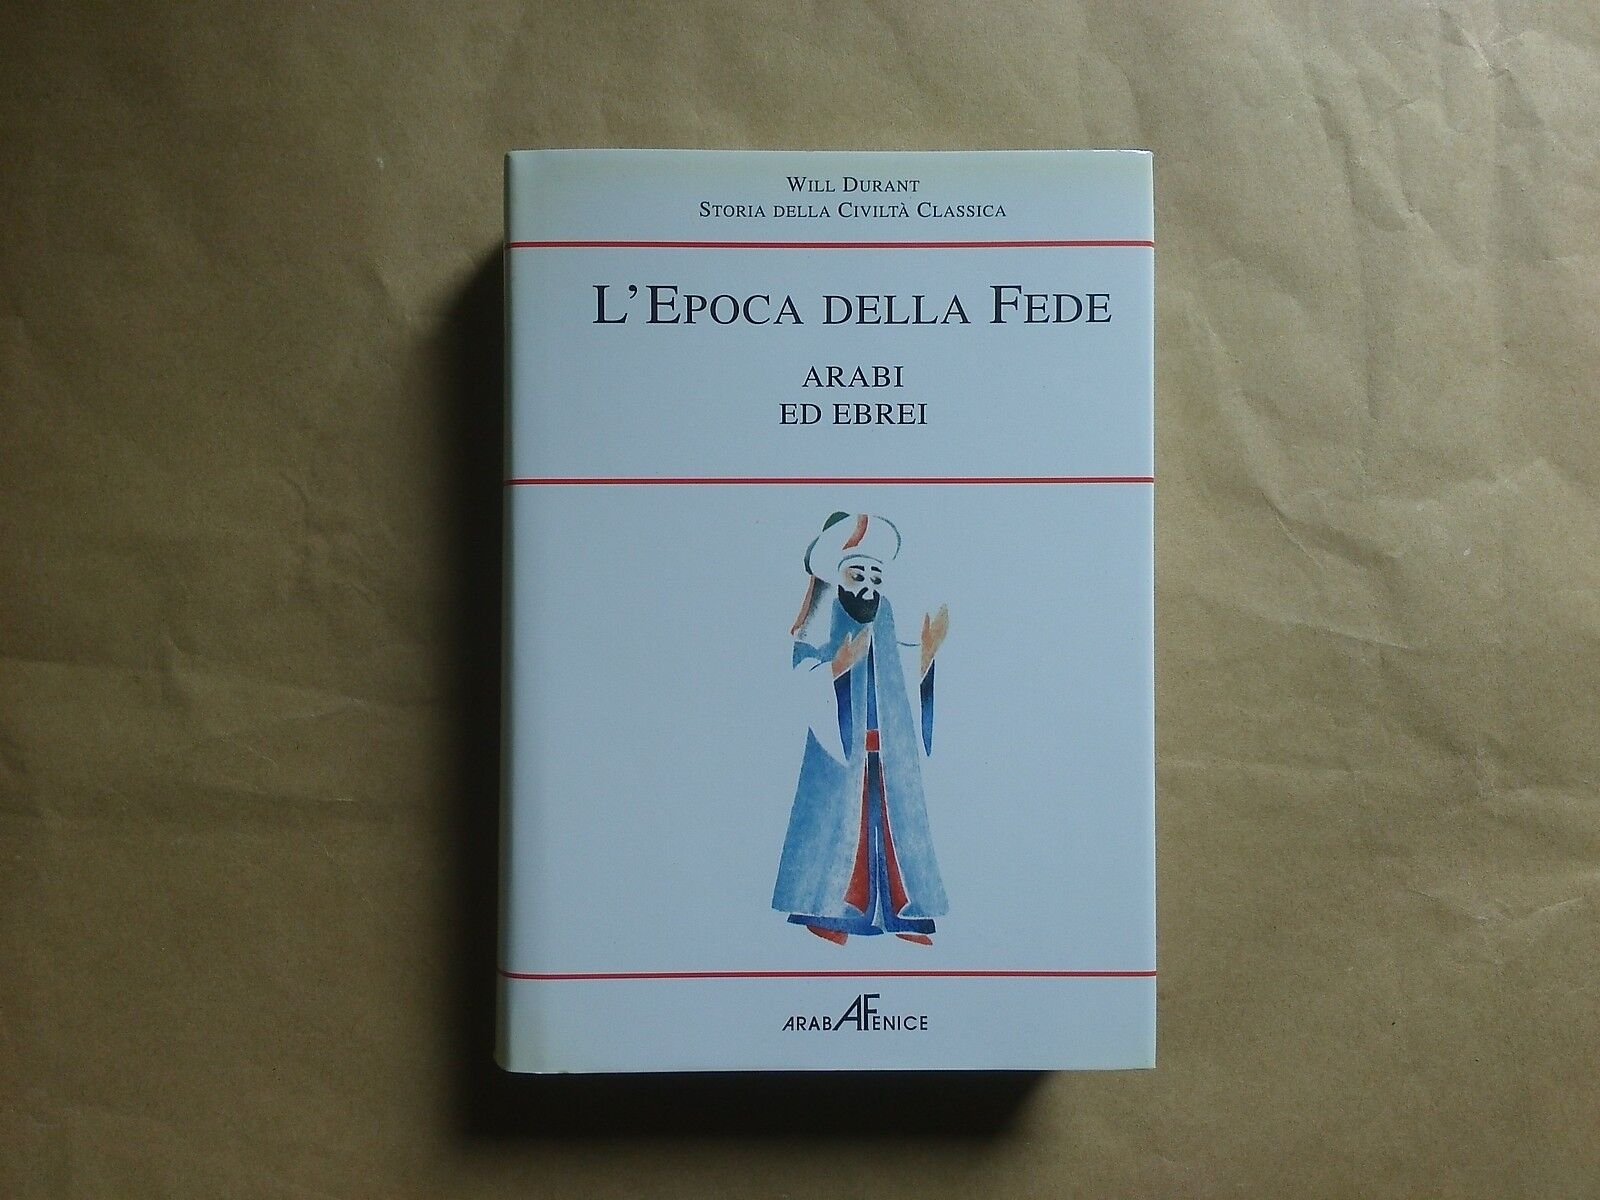 WILL DURANT
STORIA DELLA CIVILTÀ CLASSICA
L'EPOCA DELLA FEDE
ARABI
ED EBREI
ARABAFENICE